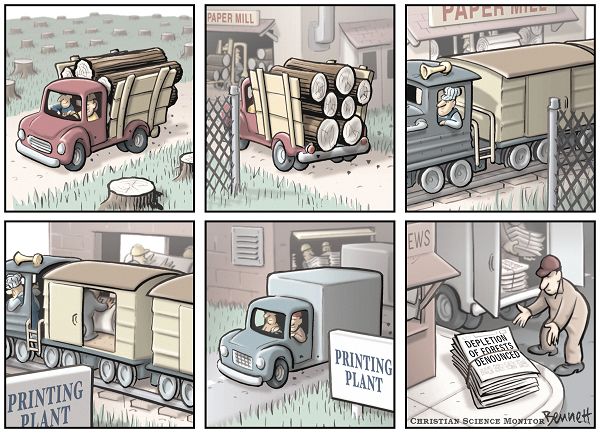 PAPER MILL
PAPER MILL
PRINTING
PLANT
PRINTING
PLANT
EWS
DEPLETION
OF FORESTS
DENOUNCED
CHRISTIAN SCIENCE MONITOR
Bennett